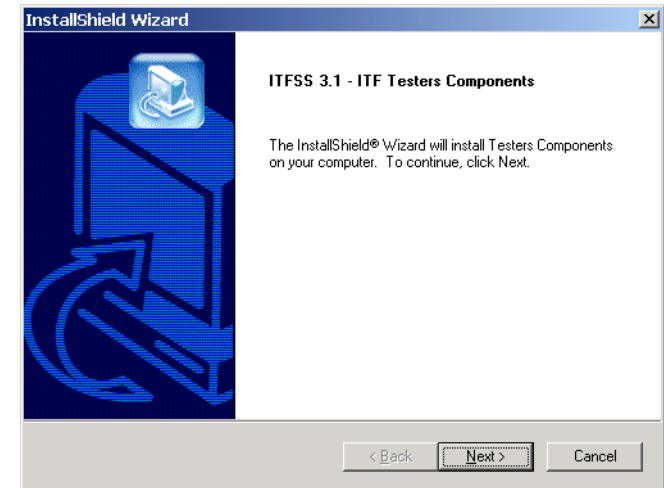 InstallShield Wizard
ITFSS 3.1 - ITF Testers Components
The InstallShield® Wizard will install Testers Components
on your computer.  To continue, click Next.
< Back
Next >
Cancel